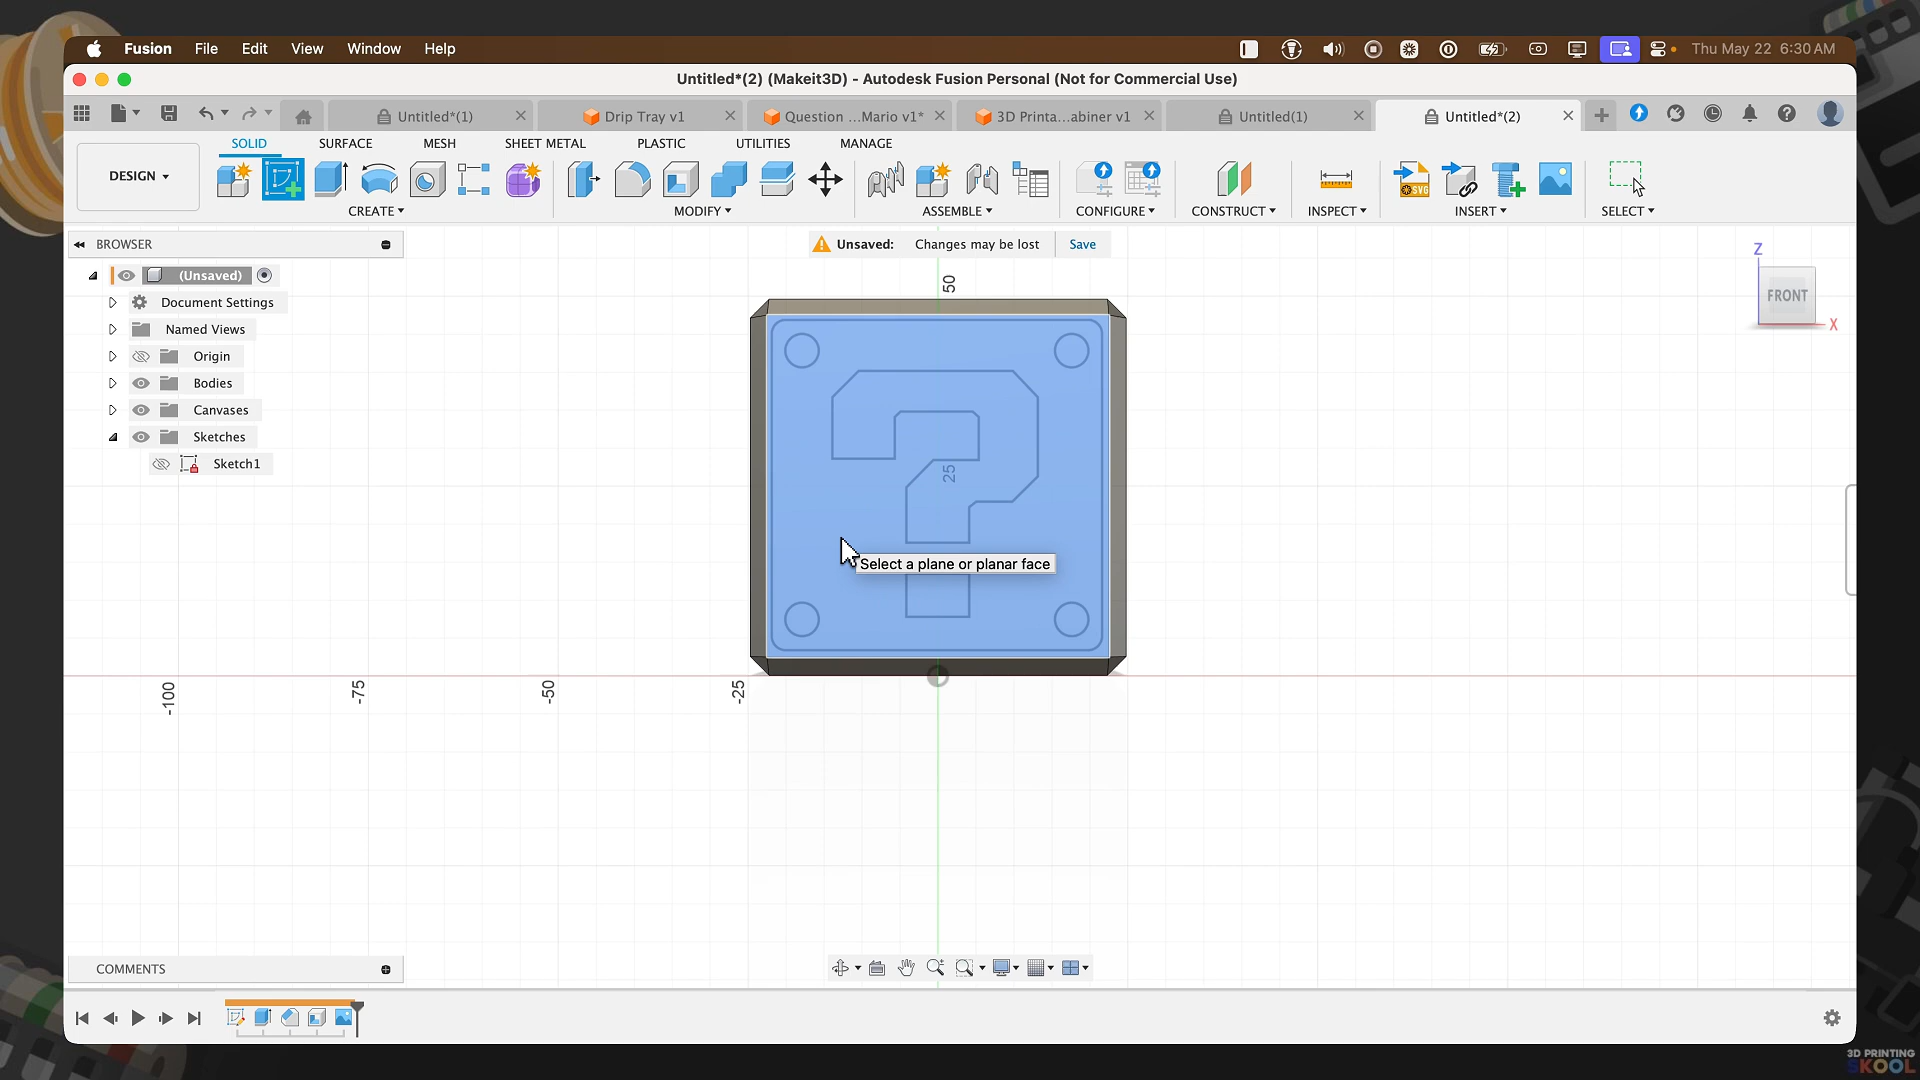 Fusion File Edit View Window Help Thu May 22 6:30 AM
Untitled*(2) (Makeit3D) - Autodesk Fusion Personal (Not for Commercial Use)
Untitled*(1) Drip Tray v1 Question ...Mario v1* 3D Printa...abiner v1 Untitled(1) Untitled*(2)
SOLID SURFACE MESH SHEET METAL PLASTIC UTILITIES MANAGE
DESIGN
CREATE MODIFY ASSEMBLE CONFIGURE CONSTRUCT INSPECT INSERT SELECT
SVG
BROWSER
Unsaved: Changes may be lost Save
(Unsaved)
Document Settings
Named Views
Origin
Bodies
Canvases
Sketches
Sketch1
Z
FRONT
X
50
25
?
Select a plane or planar face
-100
-75
-50
-25
COMMENTS
3D PRINTING
SKOOL